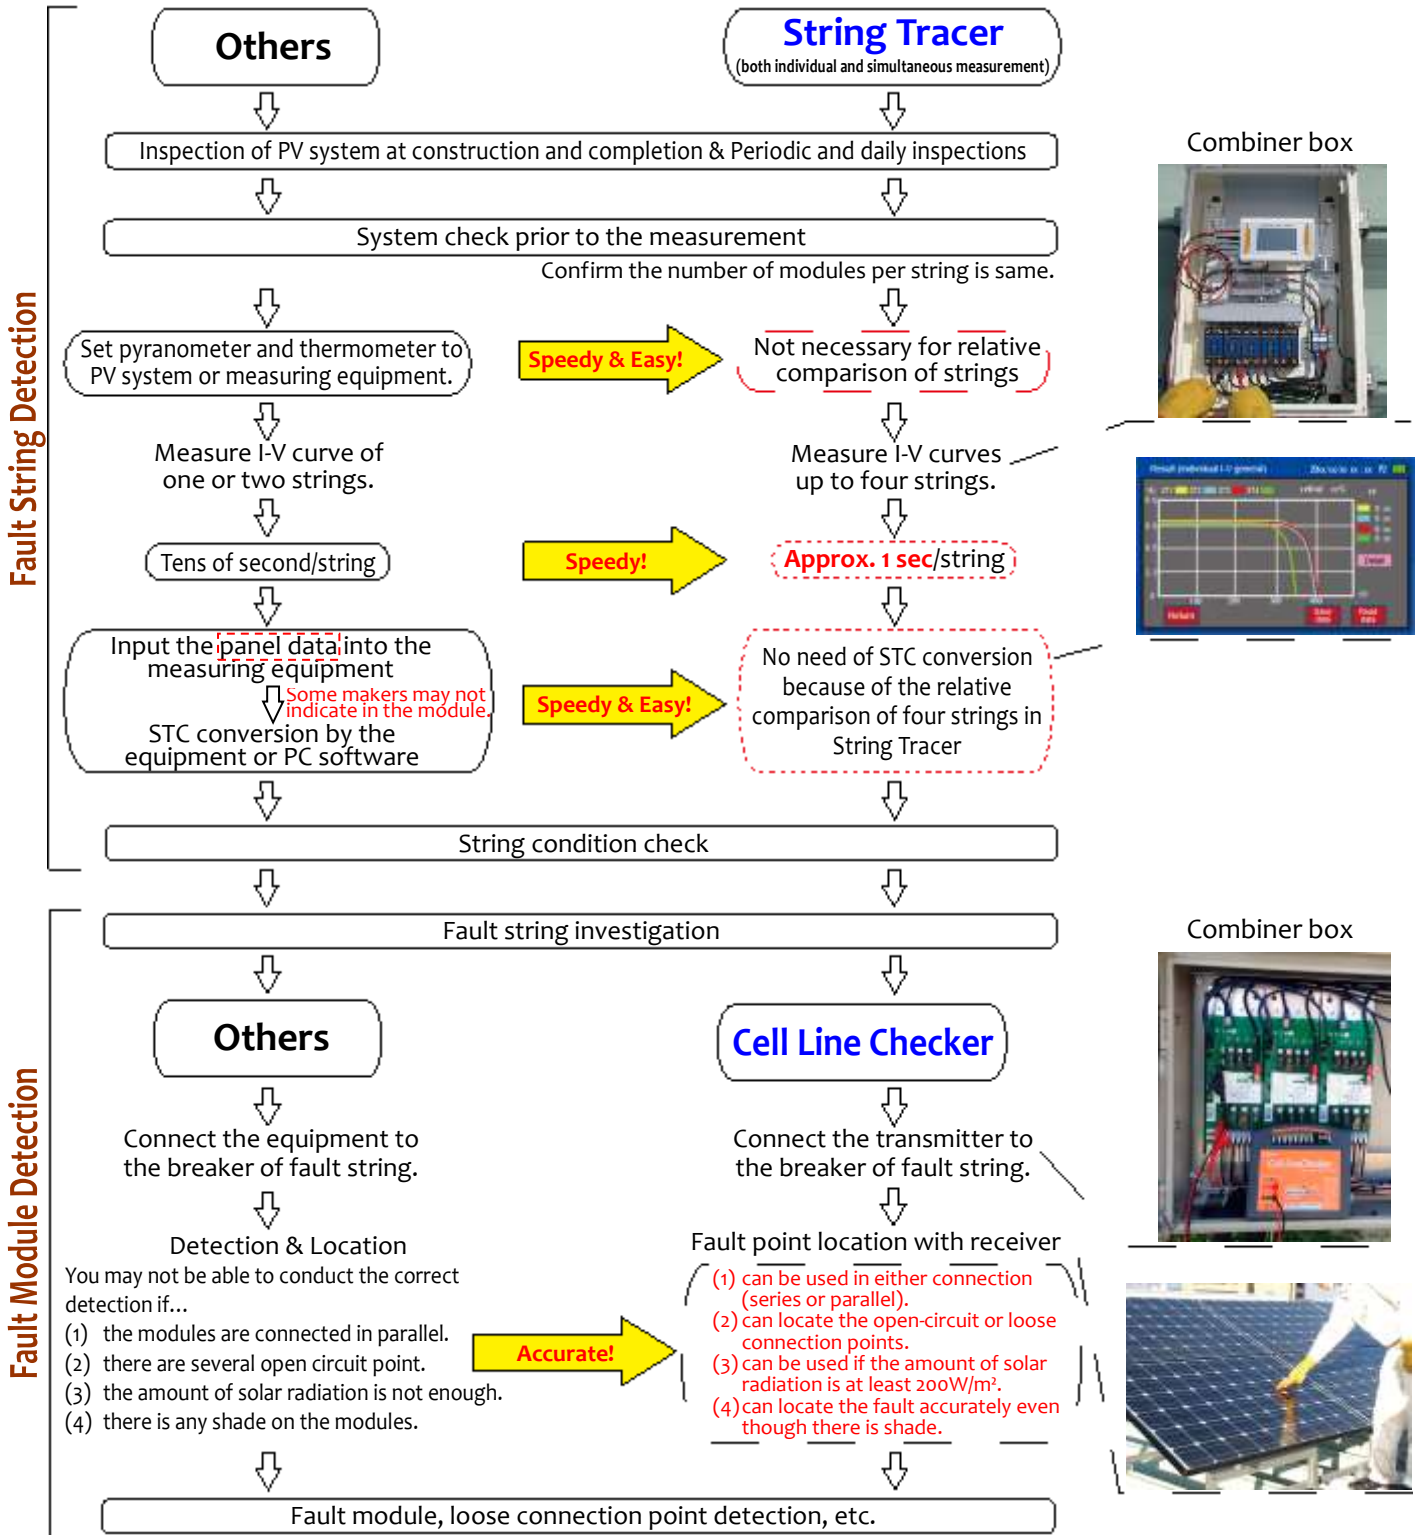 Others
String Tracer
(both individual and simultaneous measurement)
Inspection of PV system at construction and completion & Periodic and daily inspections
Combiner box
System check prior to the measurement
Confirm the number of modules per string is same.
Fault String Detection
Set pyranometer and thermometer to
PV system or measuring equipment.
Speedy & Easy!
Not necessary for relative
comparison of strings
Measure I-V curve of
one or two strings.
Measure I-V curves
up to four strings.
Result (individual I-V general)
Tens of second/string
Speedy!
Approx. 1 sec/string
Return
Input the panel data into the
measuring equipment
Some makers may not
indicate in the module.
STC conversion by the
equipment or PC software
Speedy & Easy!
No need of STC conversion
because of the relative
comparison of four strings in
String Tracer
String condition check
Fault string investigation
Combiner box
Fault Module Detection
Others
Cell Line Checker
Connect the equipment to
the breaker of fault string.
Connect the transmitter to
the breaker of fault string.
Cell Line Checker
Detection & Location
You may not be able to conduct the correct
detection if...
(1) the modules are connected in parallel.
(2) there are several open circuit point.
(3) the amount of solar radiation is not enough.
(4) there is any shade on the modules.
Accurate!
Fault point location with receiver
(1) can be used in either connection
(series or parallel).
(2) can locate the open-circuit or loose
connection points.
(3) can be used if the amount of solar
radiation is at least 200W/m².
(4) can locate the fault accurately even
though there is shade.
Fault module, loose connection point detection, etc.